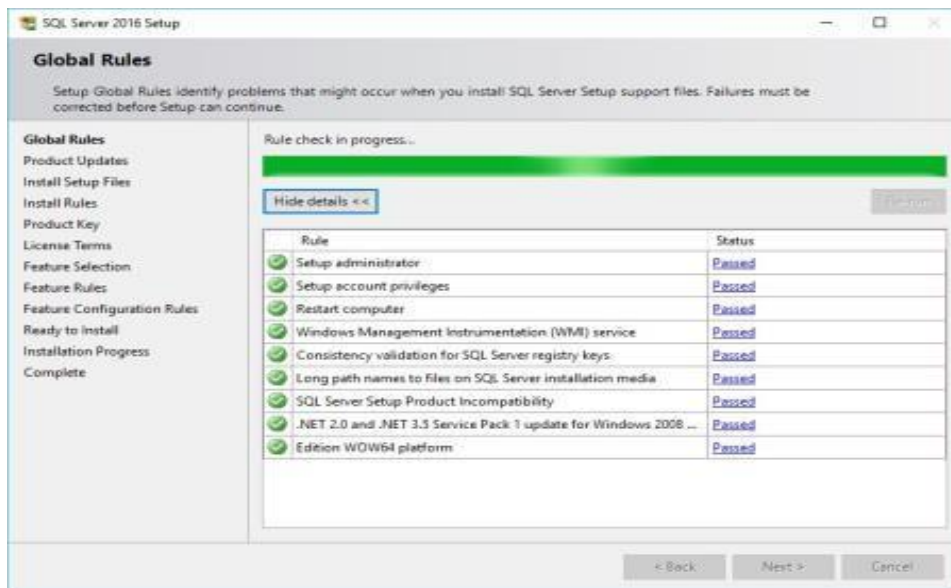 SQL Server 2016 Setup
Global Rules
Setup Global Rules identify problems that might occur when you install SQL Server Setup support files. Failures must be
corrected before Setup can continue.
Global Rules
Product Updates
Install Setup Files
Install Rules
Product Key
License Terms
Feature Selection
Feature Rules
Feature Configuration Rules
Ready to Install
Installation Progress
Complete
Rule check in progress...
Hide details <<
Rule Status
Setup administrator Passed
Setup account privileges Passed
Restart computer Passed
Windows Management Instrumentation (WMI) service Passed
Consistency validation for SQL Server registry keys Passed
Long path names to files on SQL Server installation media Passed
SQL Server Setup Product Incompatibility Passed
.NET 2.0 and .NET 3.5 Service Pack 1 update for Windows 2008 ... Passed
Edition WOW64 platform Passed
< Back Next > Cancel